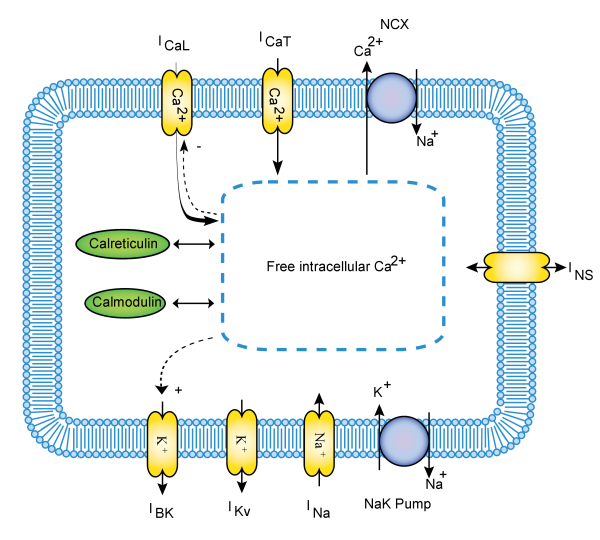 I CaL
I CaT
NCX
Ca2+
Ca2+
Ca2+
Na+
-
Calreticulin
Free intracellular Ca2+
I NS
Calmodulin
+
K+
K+
K+
Na+
Na+
I BK
I Kv
I Na
NaK Pump